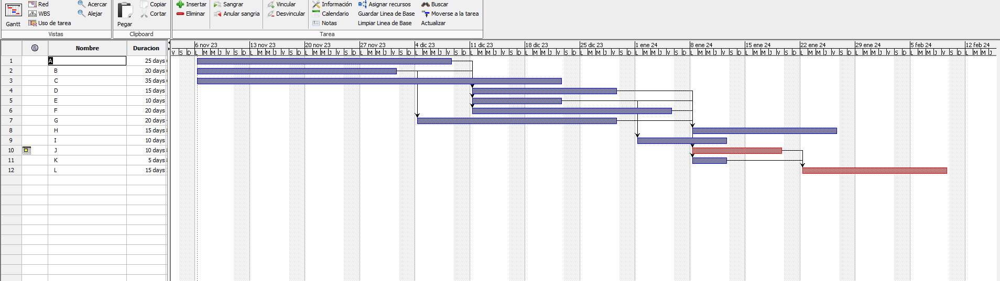 Red Acercar Copiar Insertar Sangrar Vincular Información Asignar recursos Buscar
WBS Alejar Cortar Eliminar Anular sangria Desvincular Calendario Guardar Linea de Base Moverse a la tarea
Gantt Uso de tarea Pegar Notas Limpiar Linea de Base Actualizar
Vistas Clipboard Tarea
Nombre Duracion
6 nov 23 13 nov 23 20 nov 23 27 nov 23 4 dic 23 11 dic 23 18 dic 23 25 dic 23 1 ene 24 8 ene 24 15 ene 24 22 ene 24 29 ene 24 5 feb 24 12 feb 24
V S D L M M J V S D L M M J V S D L M M J V S D L M M J V S D L M M J V S D L M M J V S D L M M J V S D L M M J V S D L M M J V S D L M M J V S D L M M J V S D L M M J V S D L M M J V S D L M M J V S D L M M J
1 A 25 days
2 B 20 days
3 C 35 days
4 D 15 days
5 E 10 days
6 F 20 days
7 G 20 days
8 H 15 days
9 I 10 days
10 J 10 days
11 K 5 days
12 L 15 days